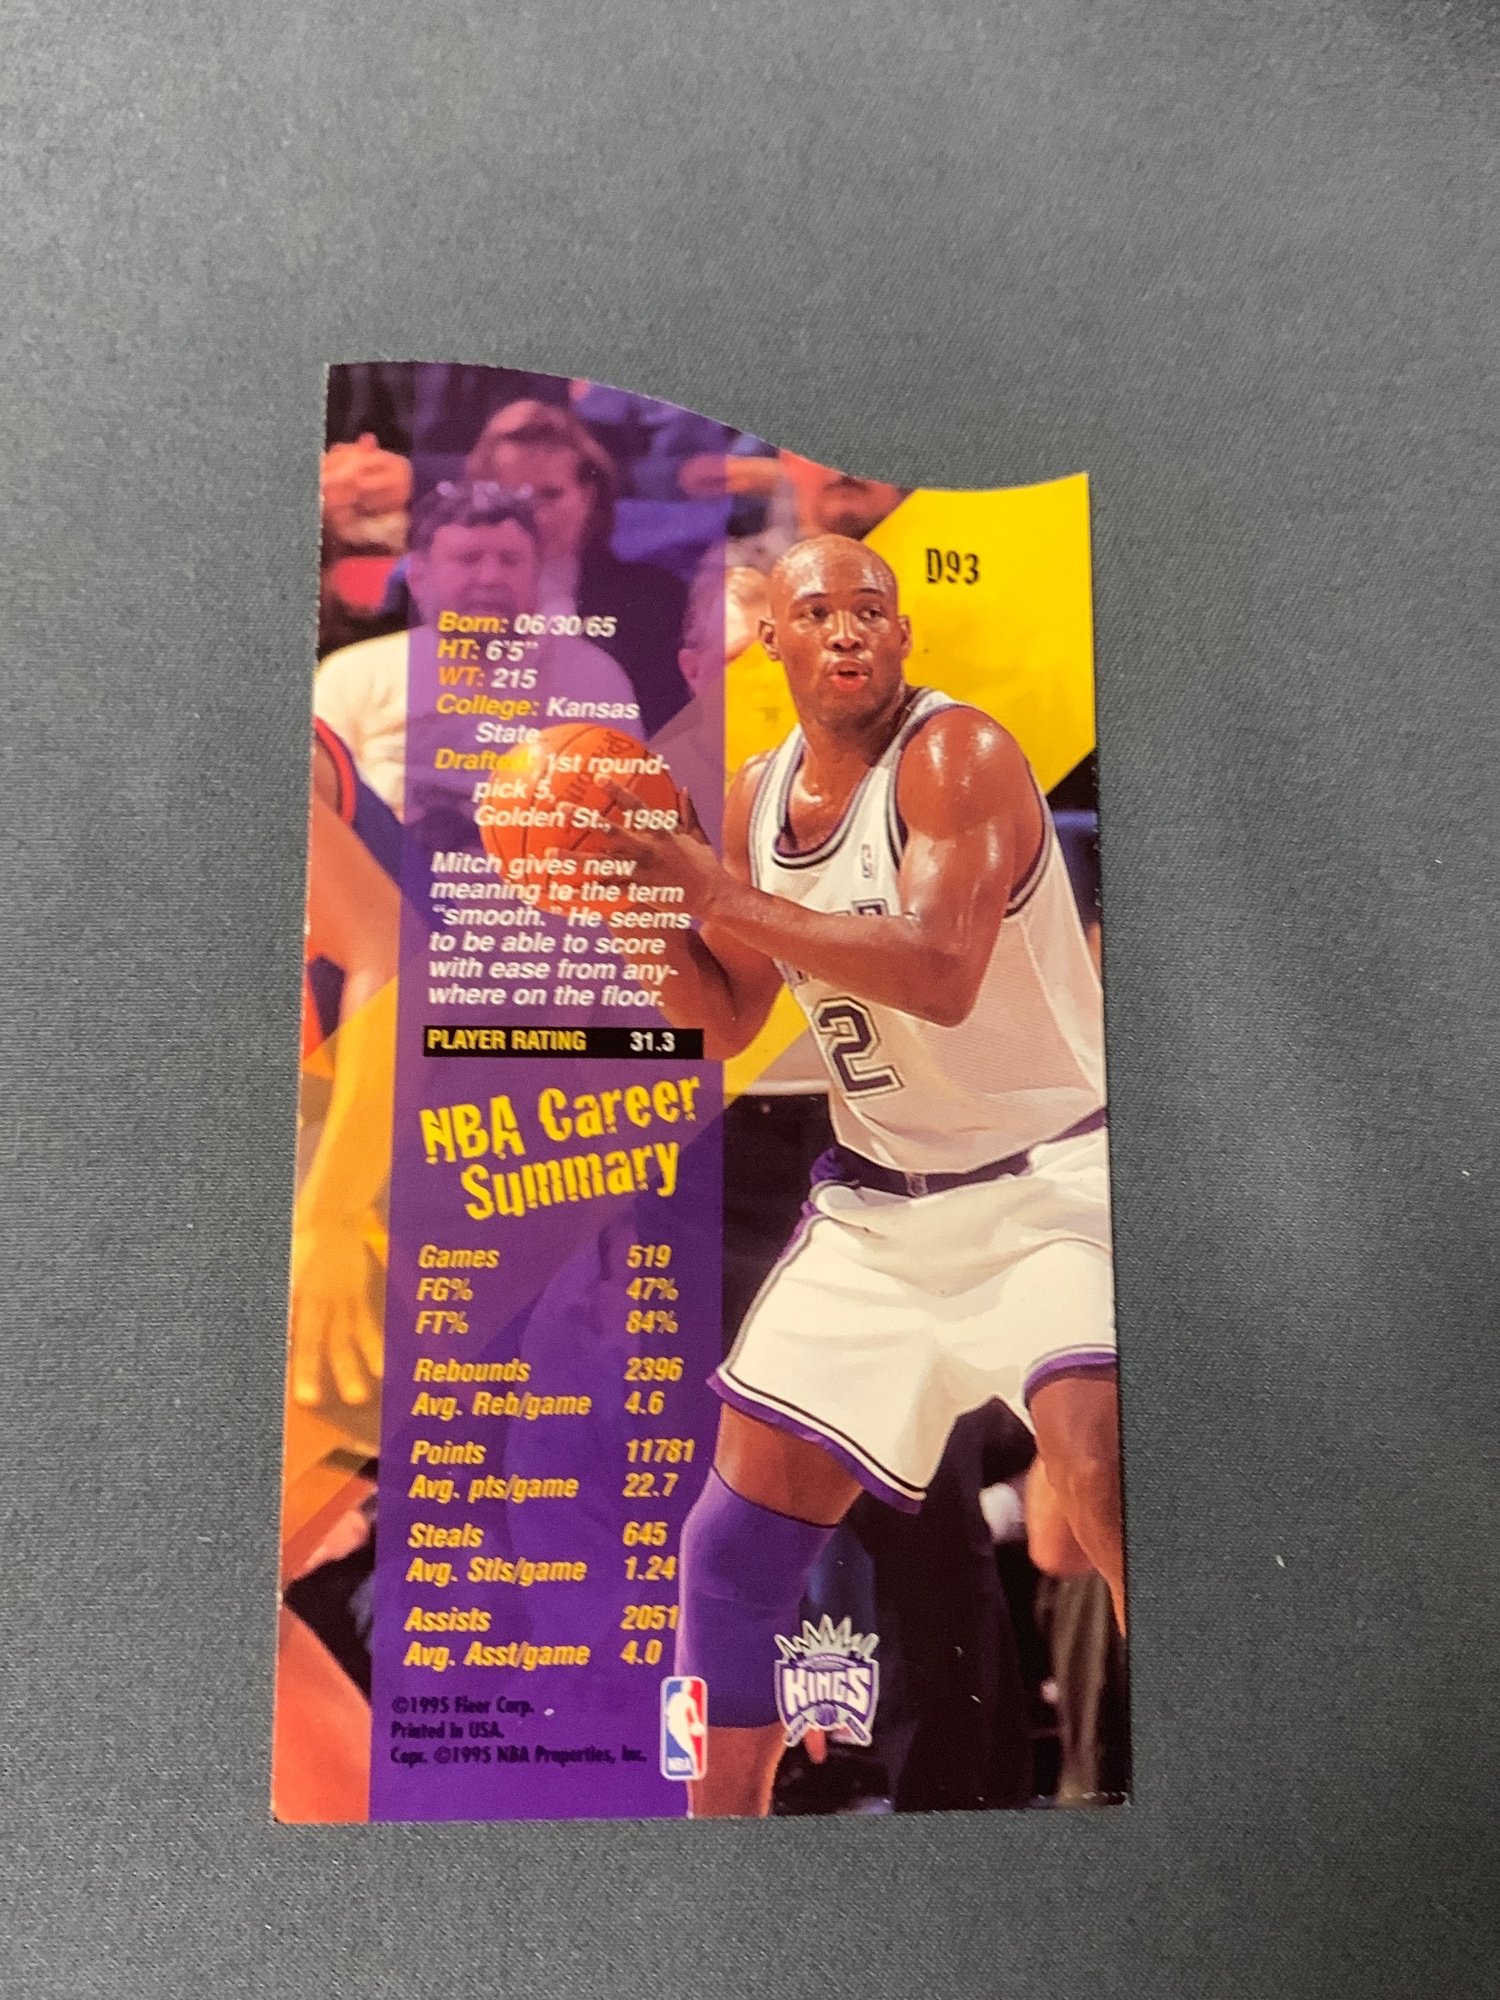 D93
Born: 06/30/65
HT: 6'5"
WT: 215
College: Kansas
State
Drafted: 1st round-
pick 5,
Golden St., 1988
Mitch gives new
meaning to the term
"smooth." He seems
to be able to score
with ease from any-
where on the floor.
PLAYER RATING 31.3
NBA Career
Summary
Games 519
FG% 47%
FT% 84%
Rebounds 2396
Avg. Reb/game 4.6
Points 11781
Avg. pts/game 22.7
Steals 645
Avg. Stls/game 1.24
Assists 2051
Avg. Asst/game 4.0
©1995 Fleer Corp.
Printed in USA.
Copr. ©1995 NBA Properties, Inc.
NBA
SACRAMENTO
KINGS
2